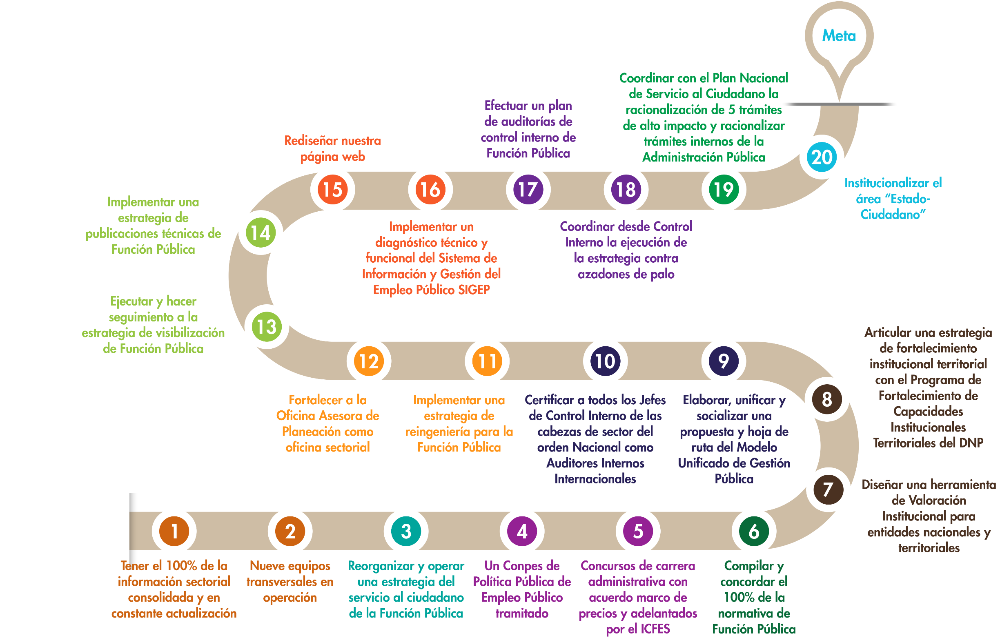 Meta
Coordinar con el Plan Nacional
de Servicio al Ciudadano la
racionalización de 5 trámites
de alto impacto y racionalizar
trámites internos de la
Administración Pública
Efectuar un plan
de auditorías de
control interno de
Función Pública
Rediseñar nuestra
página web
20
Institucionalizar el
área “Estado-
Ciudadano”
15
16
17
18
19
Implementar una
estrategia de
publicaciones técnicas de
Función Pública
14
Implementar un
diagnóstico técnico y
funcional del Sistema de
Información y Gestión del
Empleo Público SIGEP
Coordinar desde Control
Interno la ejecución de
la estrategia contra
azadones de palo
Ejecutar y hacer
seguimiento a la
estrategia de visibilización
de Función Pública
13
12
11
10
9
8
Articular una estrategia
de fortalecimiento
institucional territorial
con el Programa de
Fortalecimiento de
Capacidades
Institucionales
Territoriales del DNP
Fortalecer a la
Oficina Asesora de
Planeación como
oficina sectorial
Implementar una
estrategia de
reingeniería para la
Función Pública
Certificar a todos los Jefes
de Control Interno de las
cabezas de sector del
orden Nacional como
Auditores Internos
Internacionales
Elaborar, unificar y
socializar una
propuesta y hoja de
ruta del Modelo
Unificado de Gestión
Pública
7
Diseñar una herramienta
de Valoración
Institucional para
entidades nacionales y
territoriales
1
2
3
4
5
6
Tener el 100% de la
información sectorial
consolidada y en
constante actualización
Nueve equipos
transversales en
operación
Reorganizar y operar
una estrategia del
servicio al ciudadano
de la Función Pública
Un Conpes de
Política Pública de
Empleo Público
tramitado
Concursos de carrera
administrativa con
acuerdo marco de
precios y adelantados
por el ICFES
Compilar y
concordar el
100% de la
normativa de
Función Pública